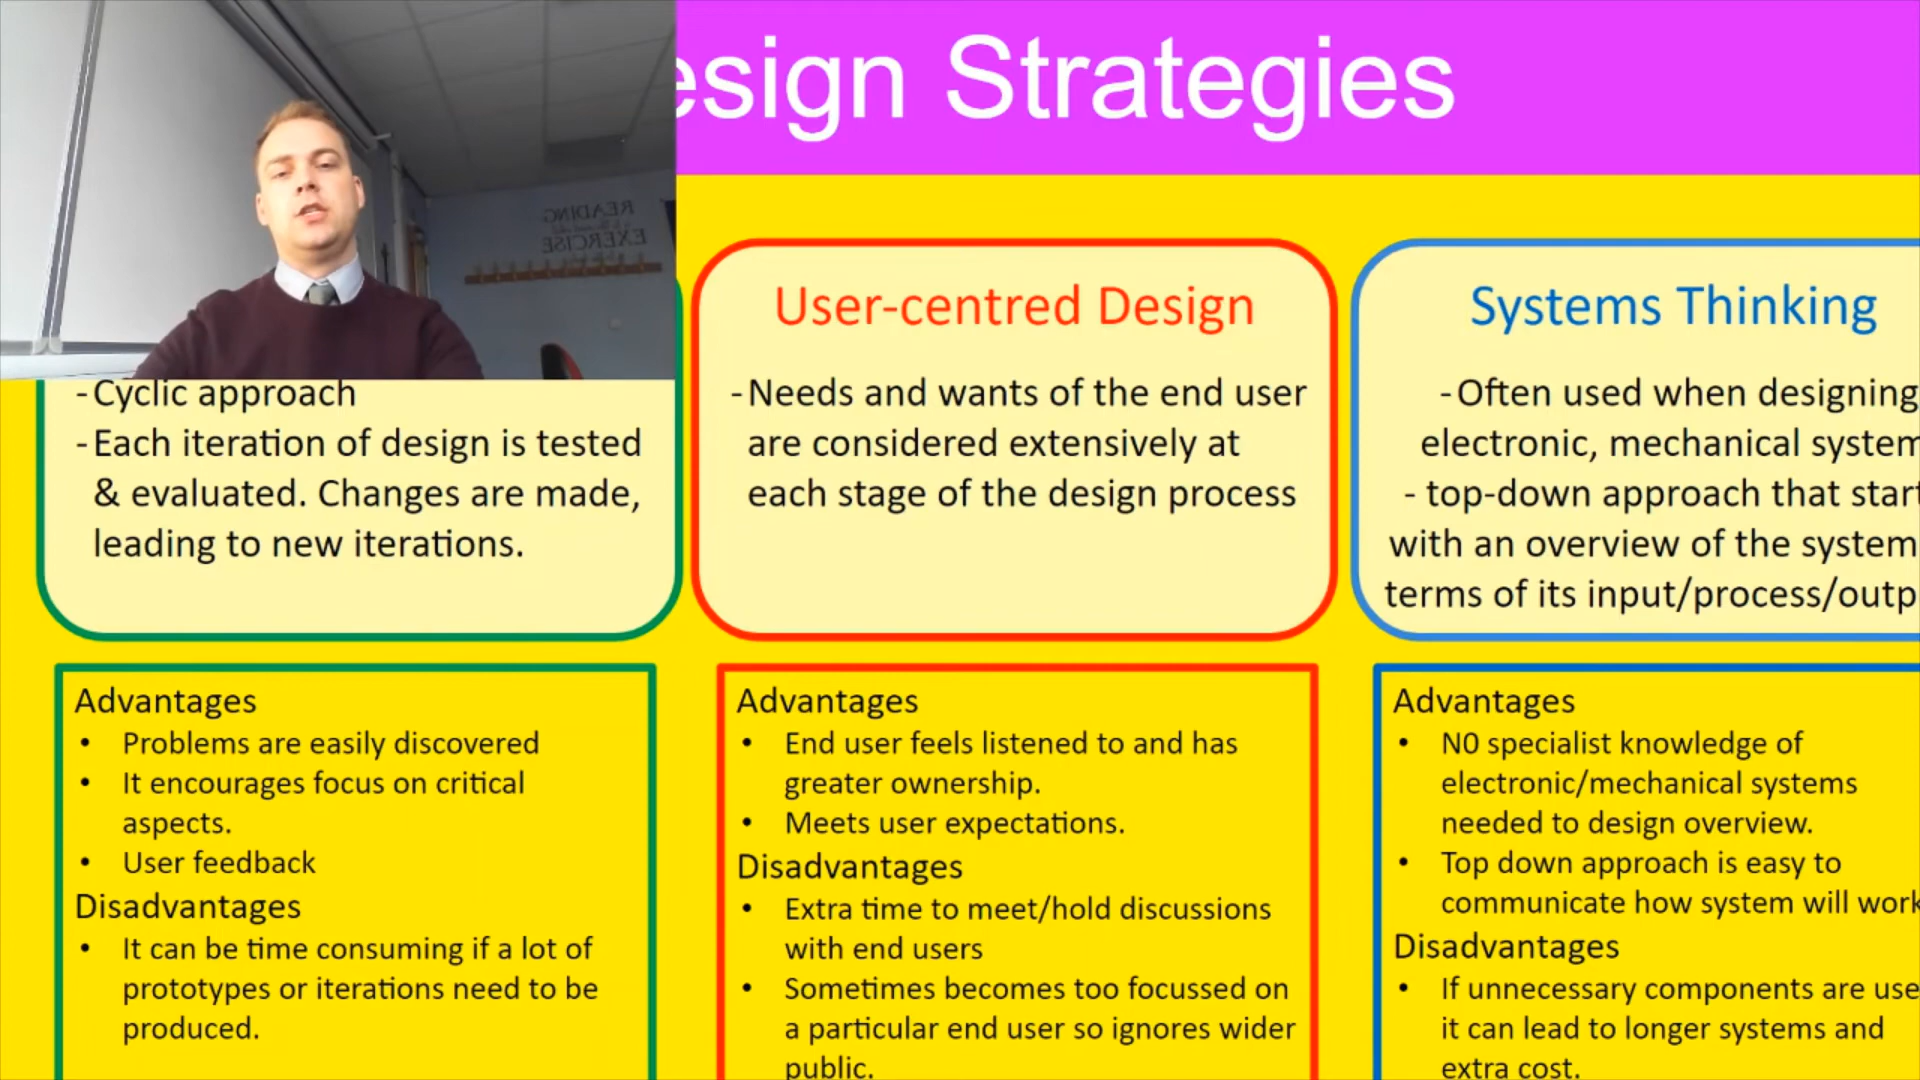 esign Strategies
READING
EXERCISE
User-centred Design
Systems Thinking
-Cyclic approach
-Each iteration of design is tested
& evaluated. Changes are made,
leading to new iterations.
-Needs and wants of the end user
are considered extensively at
each stage of the design process
-Often used when designing
electronic, mechanical system
- top-down approach that start
with an overview of the system
terms of its input/process/outp
Advantages
• Problems are easily discovered
• It encourages focus on critical
aspects.
• User feedback
Disadvantages
• It can be time consuming if a lot of
prototypes or iterations need to be
produced.
Advantages
• End user feels listened to and has
greater ownership.
• Meets user expectations.
Disadvantages
• Extra time to meet/hold discussions
with end users
• Sometimes becomes too focussed on
a particular end user so ignores wider
public.
Advantages
• N0 specialist knowledge of
electronic/mechanical systems
needed to design overview.
• Top down approach is easy to
communicate how system will work
Disadvantages
• If unnecessary components are use
it can lead to longer systems and
extra cost.